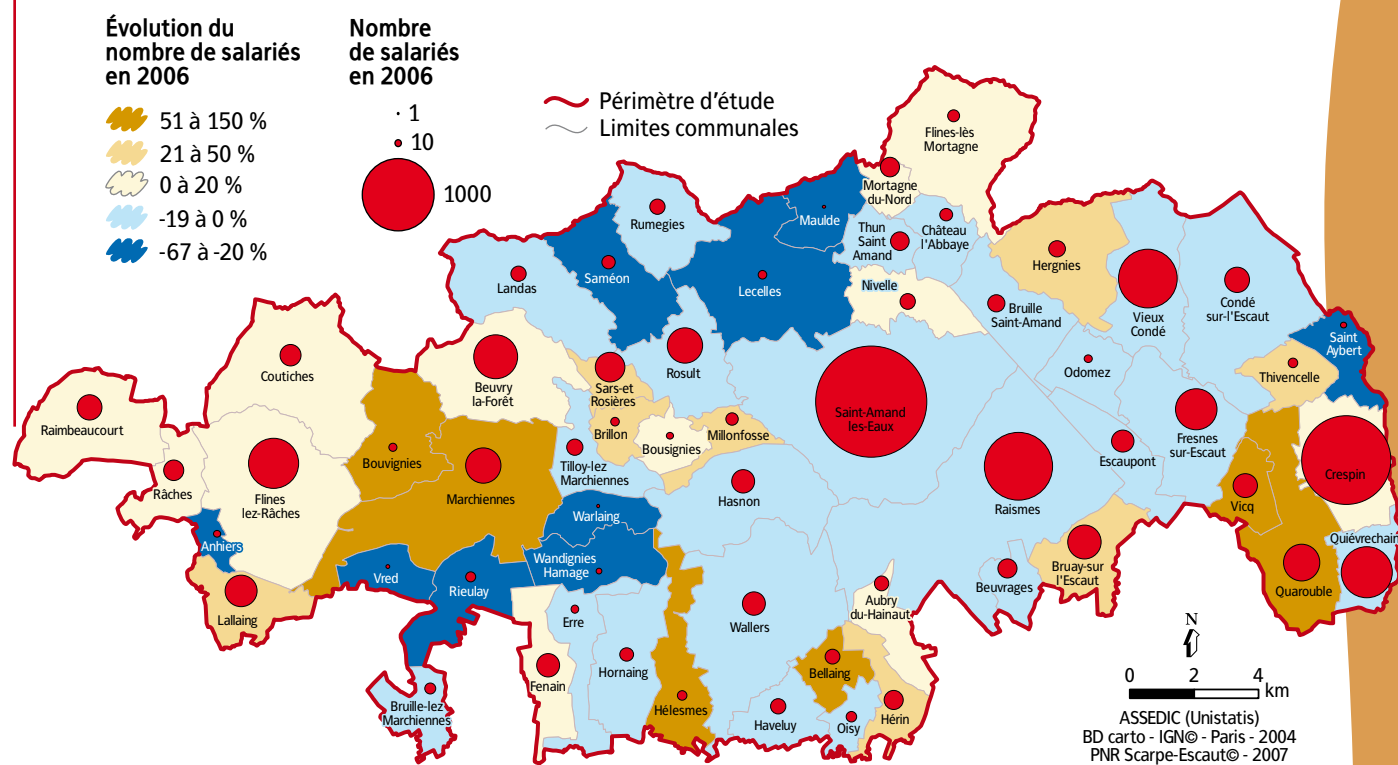 Évolution du
nombre de salariés
en 2006
51 à 150 %
21 à 50 %
0 à 20 %
-19 à 0 %
-67 à -20 %
Nombre
de salariés
en 2006
1
10
1000
Périmètre d'étude
Limites communales
Flines-lès
Mortagne
Mortagne
du-Nord
Rumegies
Maulde
Thun
Saint
Amand
Château
l'Abbaye
Hergnies
Landas
Saméon
Lecelles
Nivelle
Bruille
Saint-Amand
Vieux
Condé
Condé
sur-l'Escaut
Saint
Aybert
Coutiches
Beuvry
la-Forêt
Sars-et
Rosières
Rosult
Odomez
Thivencelle
Raimbeaucourt
Saint-Amand
les-Eaux
Brillon
Bousignies
Millonfosse
Fresnes
sur-Escaut
Escaupont
Crespin
Râches
Flines
lez-Râches
Bouvignies
Marchiennes
Tilloy-lez
Marchiennes
Hasnon
Raismes
Vicq
Anhiers
Warlaing
Quiévrechain
Wandignies
Hamage
Vred
Rieulay
Bruay-sur
l'Escaut
Beuvrages
Quarouble
Lallaing
Erre
Wallers
Aubry
du-Hainaut
Fenain
Hornaing
Bellaing
Bruille-lez
Marchiennes
Hélesmes
Haveluy
Oisy
Hérin
N
0 2 4 km
ASSEDIC (Unistatis)
BD carto - IGN© - Paris - 2004
PNR Scarpe-Escaut© - 2007